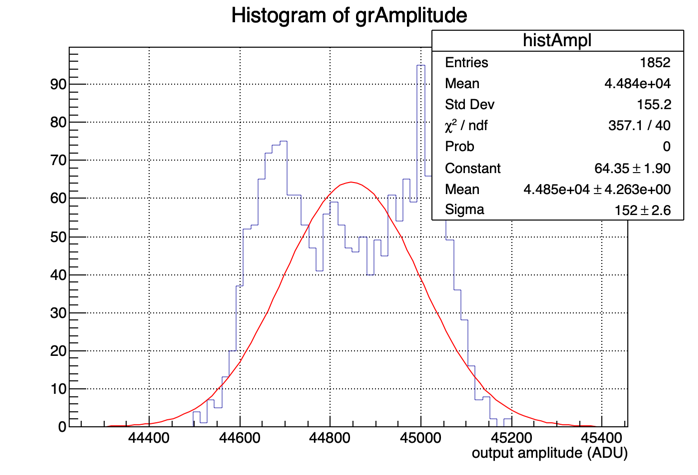 Histogram of grAmplitude
histAmpl
Entries 1852
Mean 4.484e+04
Std Dev 155.2
χ² / ndf 357.1 / 40
Prob 0
Constant 64.35 ± 1.90
Mean 4.485e+04 ± 4.263e+00
Sigma 152 ± 2.6
90
80
70
60
50
40
30
20
10
0
44400 44600 44800 45000 45200 45400
output amplitude (ADU)